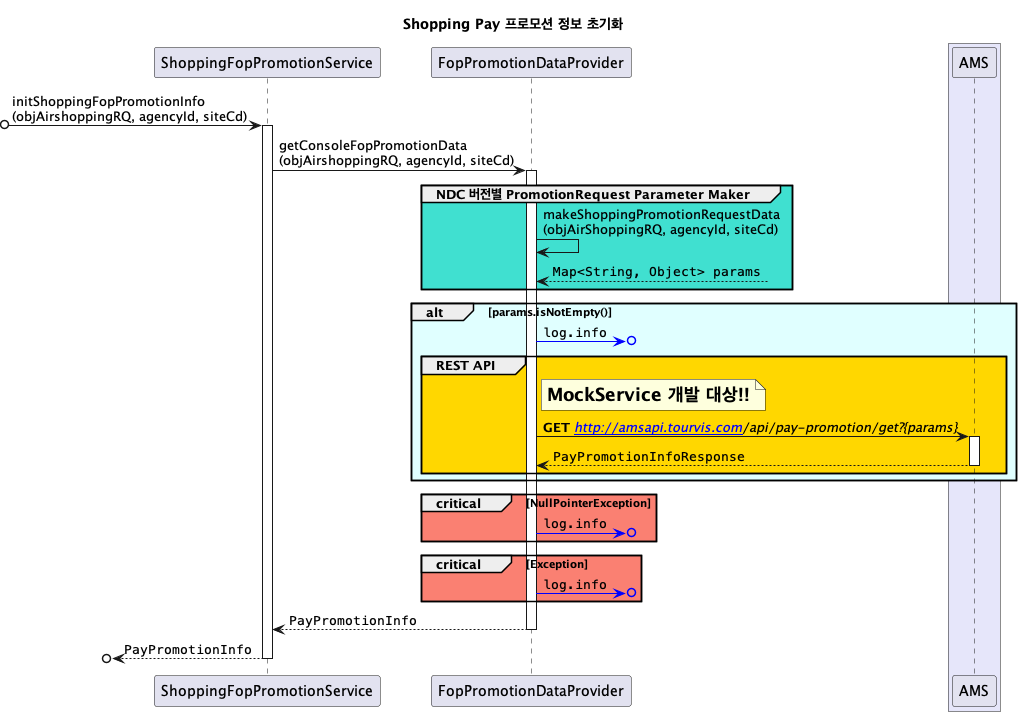 Shopping Pay 프로모션 정보 초기화
ShoppingFopPromotionService
FopPromotionDataProvider
AMS
initShoppingFopPromotionInfo
(objAirshoppingRQ, agencyId, siteCd)
getConsoleFopPromotionData
(objAirshoppingRQ, agencyId, siteCd)
NDC 버전별 PromotionRequest Parameter Maker
makeShoppingPromotionRequestData
(objAirShoppingRQ, agencyId, siteCd)
Map<String, Object> params
alt
[params.isNotEmpty()]
log.info
REST API
MockService 개발 대상!!
GET http://amsapi.tourvis.com/api/pay-promotion/get?{params}
PayPromotionInfoResponse
critical
[NullPointerException]
log.info
critical
[Exception]
log.info
PayPromotionInfo
PayPromotionInfo
ShoppingFopPromotionService
FopPromotionDataProvider
AMS